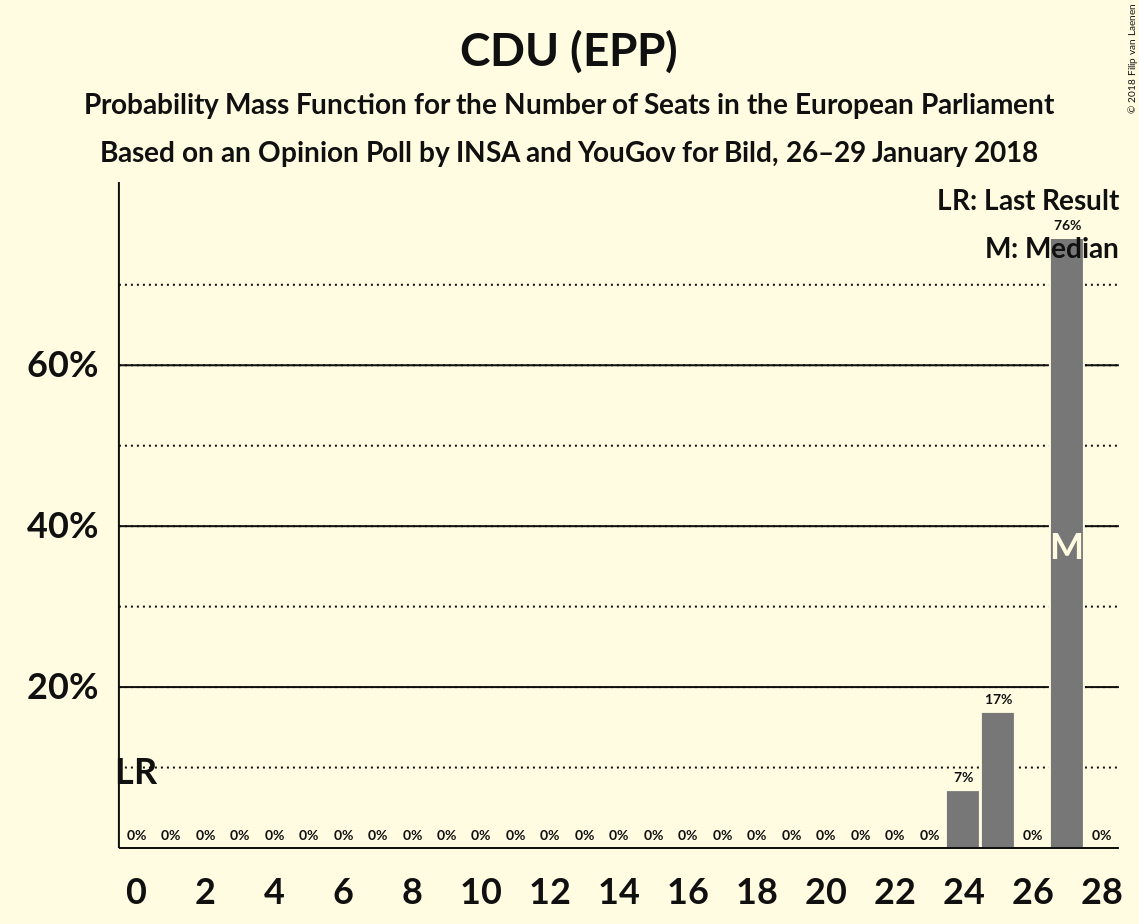 CDU (EPP)
Probability Mass Function for the Number of Seats in the European Parliament
Based on an Opinion Poll by INSA and YouGov for Bild, 26–29 January 2018
© 2018 Filip van Laenen
LR: Last Result
76%
M: Median
60%
40%
M
20%
17%
LR
7%
0% 0% 0% 0% 0% 0% 0% 0% 0% 0% 0% 0% 0% 0% 0% 0% 0% 0% 0% 0% 0% 0% 0% 0% 0% 0%
0 2 4 6 8 10 12 14 16 18 20 22 24 26 28